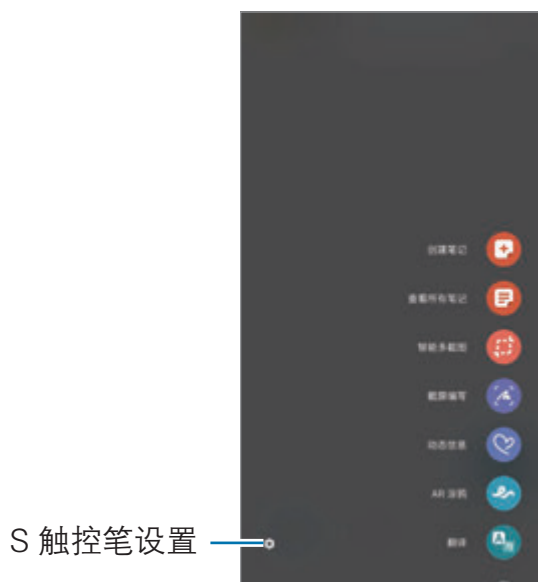 创建笔记
查看所有笔记
智能多截图
截屏编写
动态信息
AR 涂鸦
S 触控笔设置
翻译